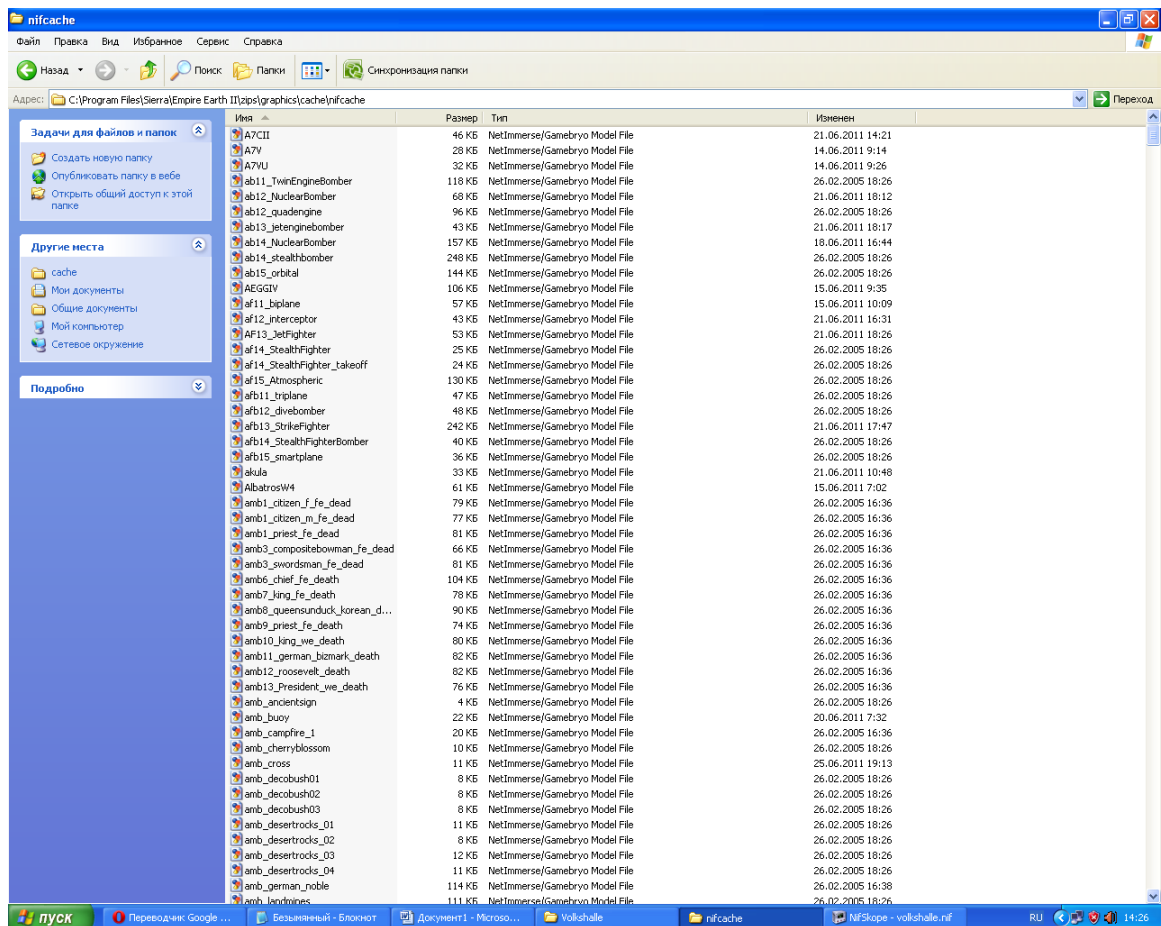 nifcache
Файл Правка Вид Избранное Сервис Справка
Назад Поиск Папки Синхронизация папки
Адрес: C:\Program Files\Sierra\Empire Earth II\zips\graphics\cache\nifcache Переход
Задачи для файлов и папок
Создать новую папку
Опубликовать папку в вебе
Открыть общий доступ к этой
папке
Другие места
cache
Мои документы
Общие документы
Мой компьютер
Сетевое окружение
Подробно
Имя Размер Тип Изменен
A7CII 46 КБ NetImmerse/Gamebryo Model File 21.06.2011 14:21
A7V 28 КБ NetImmerse/Gamebryo Model File 14.06.2011 9:14
A7VU 32 КБ NetImmerse/Gamebryo Model File 14.06.2011 9:26
ab11_TwinEngineBomber 118 КБ NetImmerse/Gamebryo Model File 26.02.2005 18:26
ab12_NuclearBomber 68 КБ NetImmerse/Gamebryo Model File 21.06.2011 18:12
ab12_quadengine 96 КБ NetImmerse/Gamebryo Model File 26.02.2005 18:26
ab13_jetenginebomber 43 КБ NetImmerse/Gamebryo Model File 21.06.2011 18:17
ab14_NuclearBomber 157 КБ NetImmerse/Gamebryo Model File 18.06.2011 16:44
ab14_stealthbomber 248 КБ NetImmerse/Gamebryo Model File 26.02.2005 18:26
ab15_orbital 144 КБ NetImmerse/Gamebryo Model File 26.02.2005 18:26
AEGGIV 106 КБ NetImmerse/Gamebryo Model File 15.06.2011 9:35
af11_biplane 57 КБ NetImmerse/Gamebryo Model File 15.06.2011 10:09
af12_interceptor 43 КБ NetImmerse/Gamebryo Model File 21.06.2011 16:31
AF13_JetFighter 53 КБ NetImmerse/Gamebryo Model File 21.06.2011 18:26
af14_StealthFighter 25 КБ NetImmerse/Gamebryo Model File 26.02.2005 18:26
af14_StealthFighter_takeoff 24 КБ NetImmerse/Gamebryo Model File 26.02.2005 18:26
af15_Atmospheric 130 КБ NetImmerse/Gamebryo Model File 26.02.2005 18:26
afb11_triplane 47 КБ NetImmerse/Gamebryo Model File 26.02.2005 18:26
afb12_divebomber 48 КБ NetImmerse/Gamebryo Model File 26.02.2005 18:26
afb13_StrikeFighter 242 КБ NetImmerse/Gamebryo Model File 21.06.2011 17:47
afb14_StealthFighterBomber 40 КБ NetImmerse/Gamebryo Model File 26.02.2005 18:26
afb15_smartplane 36 КБ NetImmerse/Gamebryo Model File 26.02.2005 18:26
akula 33 КБ NetImmerse/Gamebryo Model File 21.06.2011 10:48
AlbatrosW4 61 КБ NetImmerse/Gamebryo Model File 15.06.2011 7:02
amb1_citizen_f_fe_dead 79 КБ NetImmerse/Gamebryo Model File 26.02.2005 16:36
amb1_citizen_m_fe_dead 77 КБ NetImmerse/Gamebryo Model File 26.02.2005 16:36
amb1_priest_fe_dead 81 КБ NetImmerse/Gamebryo Model File 26.02.2005 16:36
amb3_compositebowman_fe_dead 66 КБ NetImmerse/Gamebryo Model File 26.02.2005 16:36
amb3_swordsman_fe_dead 81 КБ NetImmerse/Gamebryo Model File 26.02.2005 16:36
amb6_chief_fe_death 104 КБ NetImmerse/Gamebryo Model File 26.02.2005 16:36
amb7_king_fe_death 78 КБ NetImmerse/Gamebryo Model File 26.02.2005 16:36
amb8_queensunduck_korean_d... 90 КБ NetImmerse/Gamebryo Model File 26.02.2005 16:36
amb9_priest_fe_death 74 КБ NetImmerse/Gamebryo Model File 26.02.2005 16:36
amb10_king_we_death 80 КБ NetImmerse/Gamebryo Model File 26.02.2005 16:36
amb11_german_bizmark_death 82 КБ NetImmerse/Gamebryo Model File 26.02.2005 16:36
amb12_roosevelt_death 82 КБ NetImmerse/Gamebryo Model File 26.02.2005 16:36
amb13_President_we_death 76 КБ NetImmerse/Gamebryo Model File 26.02.2005 16:36
amb_ancientsign 4 КБ NetImmerse/Gamebryo Model File 26.02.2005 18:26
amb_buoy 22 КБ NetImmerse/Gamebryo Model File 20.06.2011 7:32
amb_campfire_1 20 КБ NetImmerse/Gamebryo Model File 26.02.2005 16:36
amb_cherryblossom 10 КБ NetImmerse/Gamebryo Model File 26.02.2005 18:26
amb_cross 11 КБ NetImmerse/Gamebryo Model File 25.06.2011 19:13
amb_decobush01 8 КБ NetImmerse/Gamebryo Model File 26.02.2005 18:26
amb_decobush02 8 КБ NetImmerse/Gamebryo Model File 26.02.2005 18:26
amb_decobush03 8 КБ NetImmerse/Gamebryo Model File 26.02.2005 18:26
amb_desertrocks_01 11 КБ NetImmerse/Gamebryo Model File 26.02.2005 18:26
amb_desertrocks_02 8 КБ NetImmerse/Gamebryo Model File 26.02.2005 18:26
amb_desertrocks_03 12 КБ NetImmerse/Gamebryo Model File 26.02.2005 18:26
amb_desertrocks_04 11 КБ NetImmerse/Gamebryo Model File 26.02.2005 18:26
amb_german_noble 114 КБ NetImmerse/Gamebryo Model File 26.02.2005 16:38
amb_landmines 111 КБ NetImmerse/Gamebryo Model File 26.02.2005 18:26
пуск Переводчик Google ... Безымянный - Блокнот Документ1 - Microso... Volkshalle nifcache NifSkope - volkshalle.nif RU 14:26